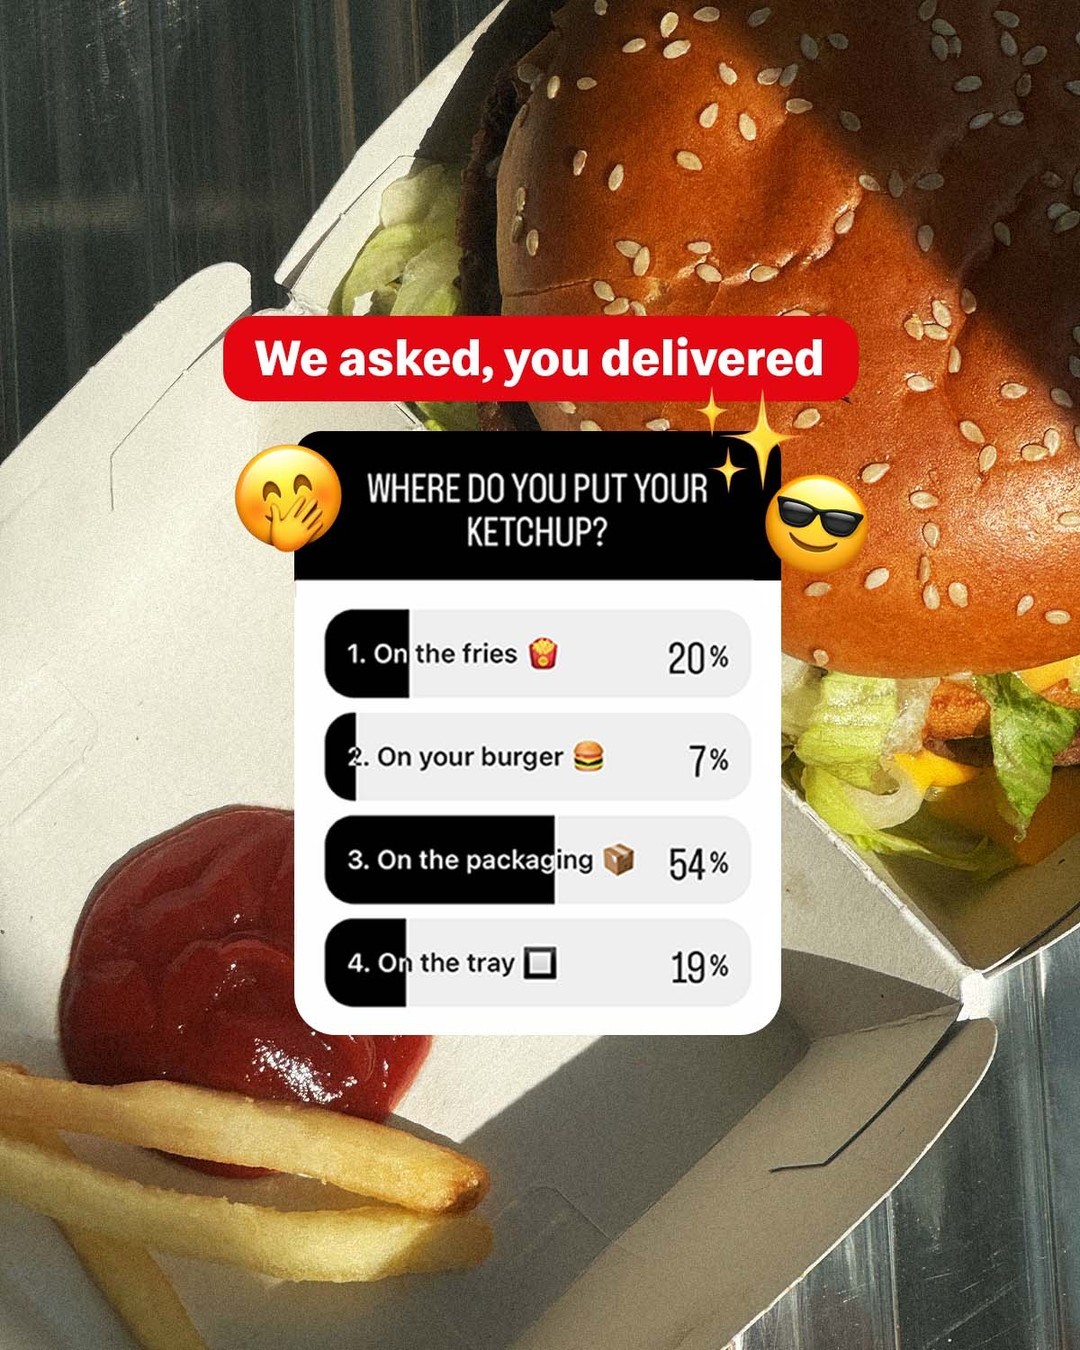 We asked, you delivered
WHERE DO YOU PUT YOUR
KETCHUP?
1. On the fries 🍟 20%
2. On your burger 🍔 7%
3. On the packaging 📦 54%
4. On the tray 🔲 19%